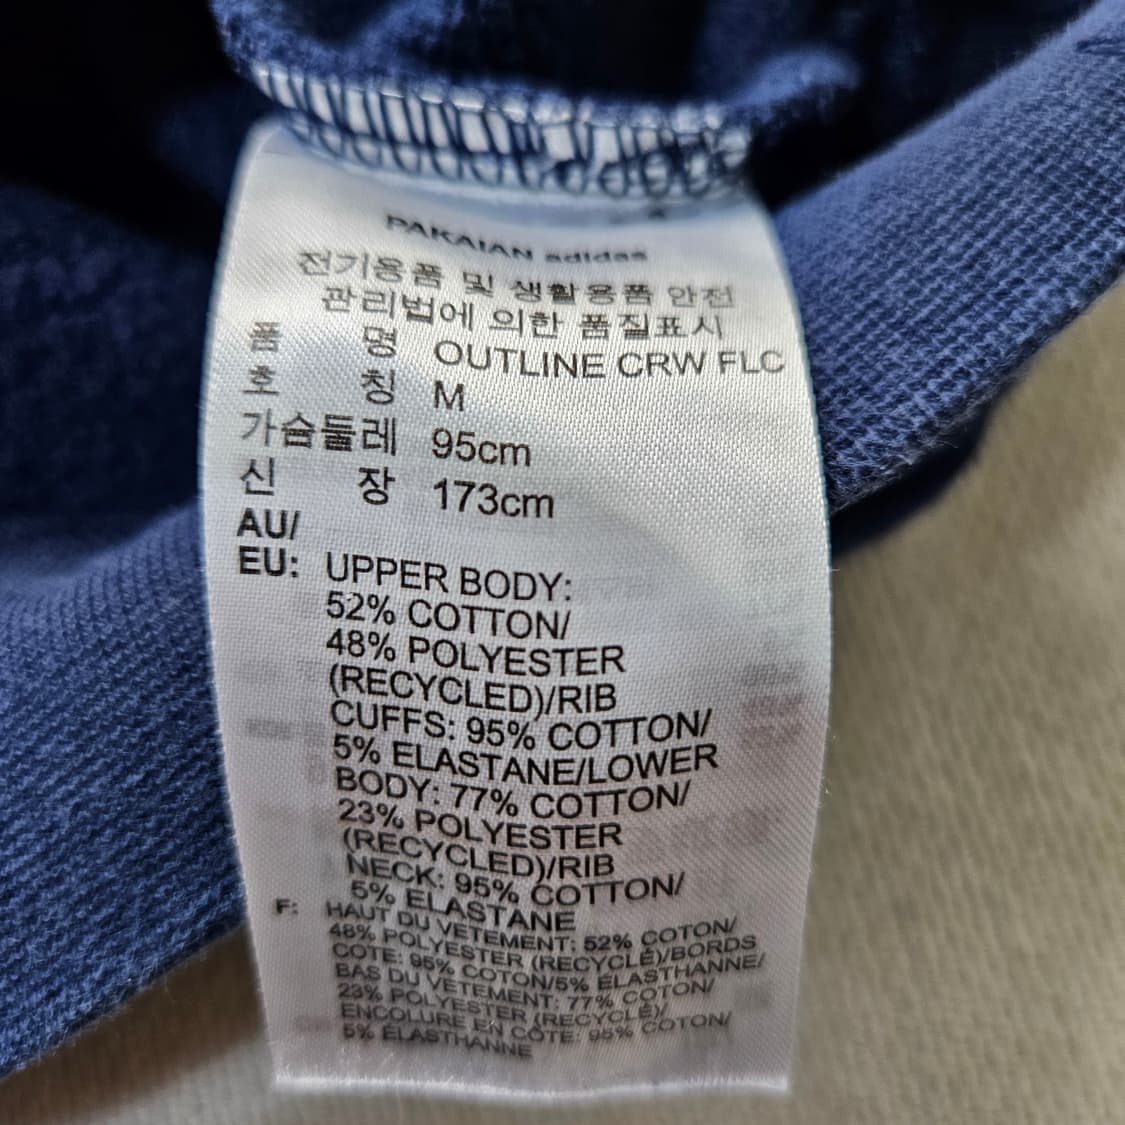 PAKAIAN adidas
전기용품 및 생활용품 안전
관리법에 의한 품질표시
품 명 OUTLINE CRW FLC
호 칭 M
가슴둘레 95cm
신 장 173cm
AU/
EU: UPPER BODY:
52% COTTON/
48% POLYESTER
(RECYCLED)/RIB
CUFFS: 95% COTTON/
5% ELASTANE/LOWER
BODY: 77% COTTON/
23% POLYESTER
(RECYCLED)/RIB
NECK: 95% COTTON/
5% ELASTANE
F: HAUT DU VETEMENT: 52% COTON/
48% POLYESTER (RECYCLÉ)/BORDS
COTE: 95% COTON/5% ÉLASTHANNE/
BAS DU VETEMENT: 77% COTON/
23% POLYESTER (RECYCLÉ)/
ENCOLURE EN CÔTE: 95% COTON/
5% ÉLASTHANNE